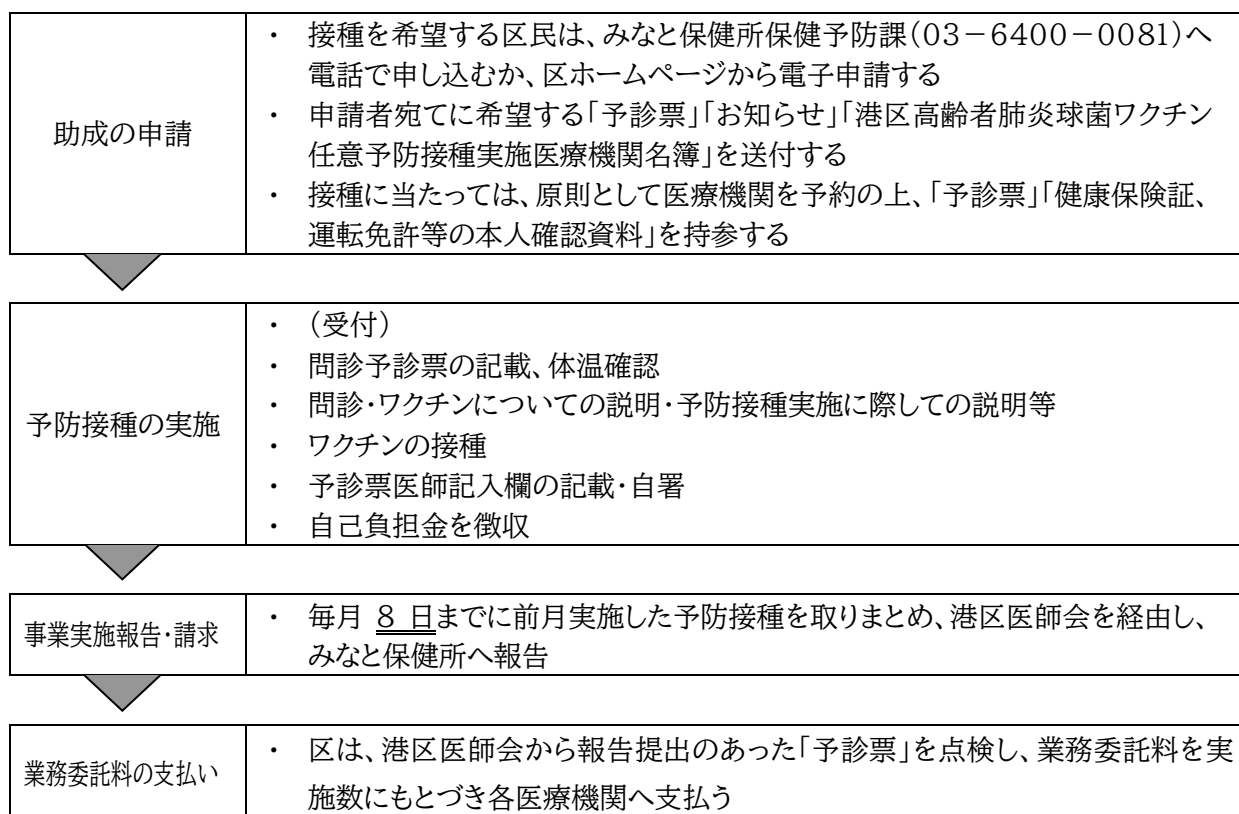 助成の申請
・ 接種を希望する区民は、みなと保健所保健予防課(03-6400-0081)へ
電話で申し込むか、区ホームページから電子申請する
・ 申請者宛てに希望する「予診票」「お知らせ」「港区高齢者肺炎球菌ワクチン
任意予防接種実施医療機関名簿」を送付する
・ 接種に当たっては、原則として医療機関を予約の上、「予診票」「健康保険証、
運転免許等の本人確認資料」を持参する
予防接種の実施
・ (受付)
・ 問診予診票の記載、体温確認
・ 問診・ワクチンについての説明・予防接種実施に際しての説明等
・ ワクチンの接種
・ 予診票医師記入欄の記載・自署
・ 自己負担金を徴収
事業実施報告・請求
・ 毎月 8 日までに前月実施した予防接種を取りまとめ、港区医師会を経由し、
みなと保健所へ報告
業務委託料の支払い
・ 区は、港区医師会から報告提出のあった「予診票」を点検し、業務委託料を実
施数にもとづき各医療機関へ支払う